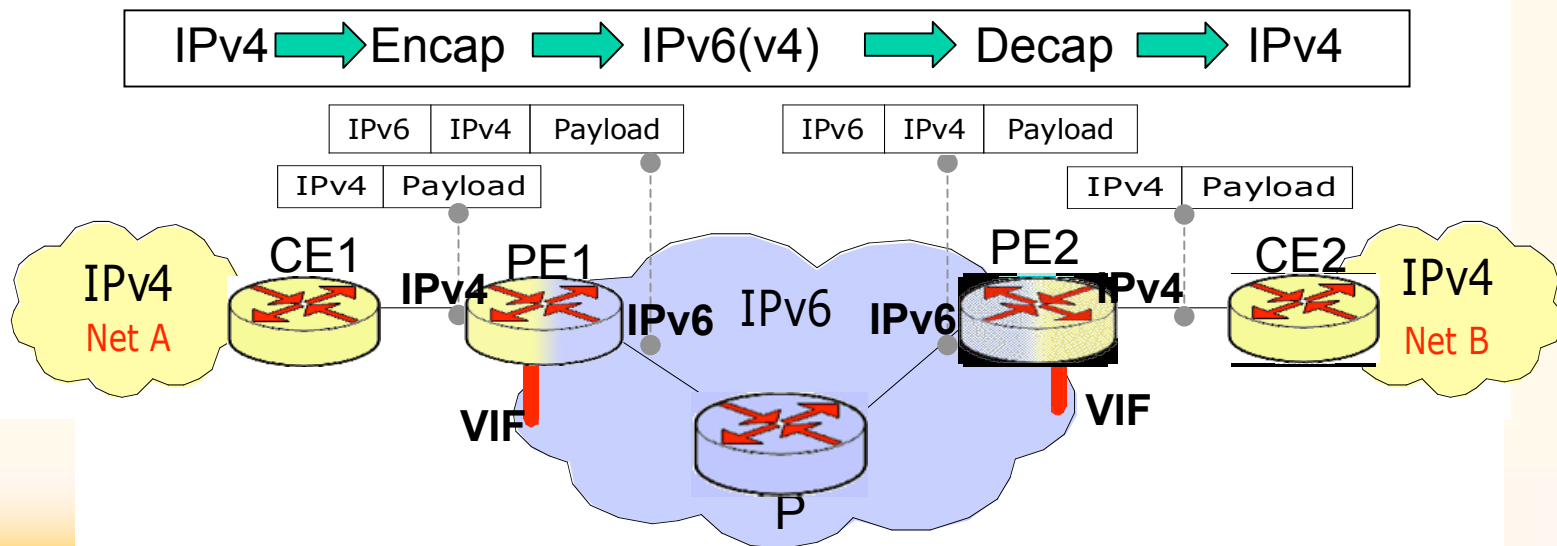 IPv4 Encap IPv6(v4) Decap IPv4
IPv6 IPv4 Payload
IPv6 IPv4 Payload
IPv4 Payload
IPv4 Payload
CE1
PE1
PE2
CE2
IPv4
Net A
IPv4
IPv6
IPv6
IPv6
IPv4
IPv4
Net B
VIF
VIF
P